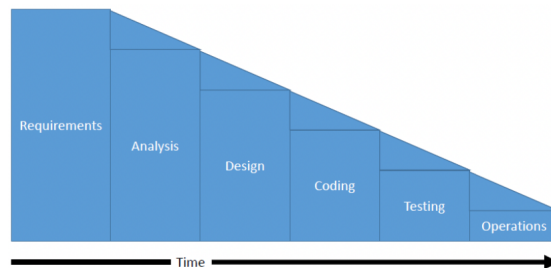 Requirements
Analysis
Design
Coding
Testing
Operations
Time